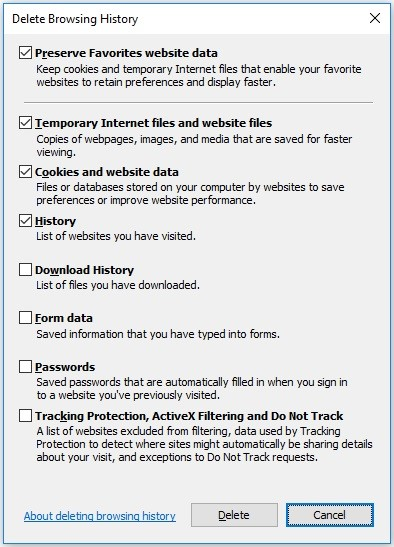 Delete Browsing History
Preserve Favorites website data
Keep cookies and temporary Internet files that enable your favorite
websites to retain preferences and display faster.
Temporary Internet files and website files
Copies of webpages, images, and media that are saved for faster
viewing.
Cookies and website data
Files or databases stored on your computer by websites to save
preferences or improve website performance.
History
List of websites you have visited.
Download History
List of files you have downloaded.
Form data
Saved information that you have typed into forms.
Passwords
Saved passwords that are automatically filled in when you sign in
to a website you've previously visited.
Tracking Protection, ActiveX Filtering and Do Not Track
A list of websites excluded from filtering, data used by Tracking
Protection to detect where sites might automatically be sharing details
about your visit, and exceptions to Do Not Track requests.
About deleting browsing history
Delete
Cancel